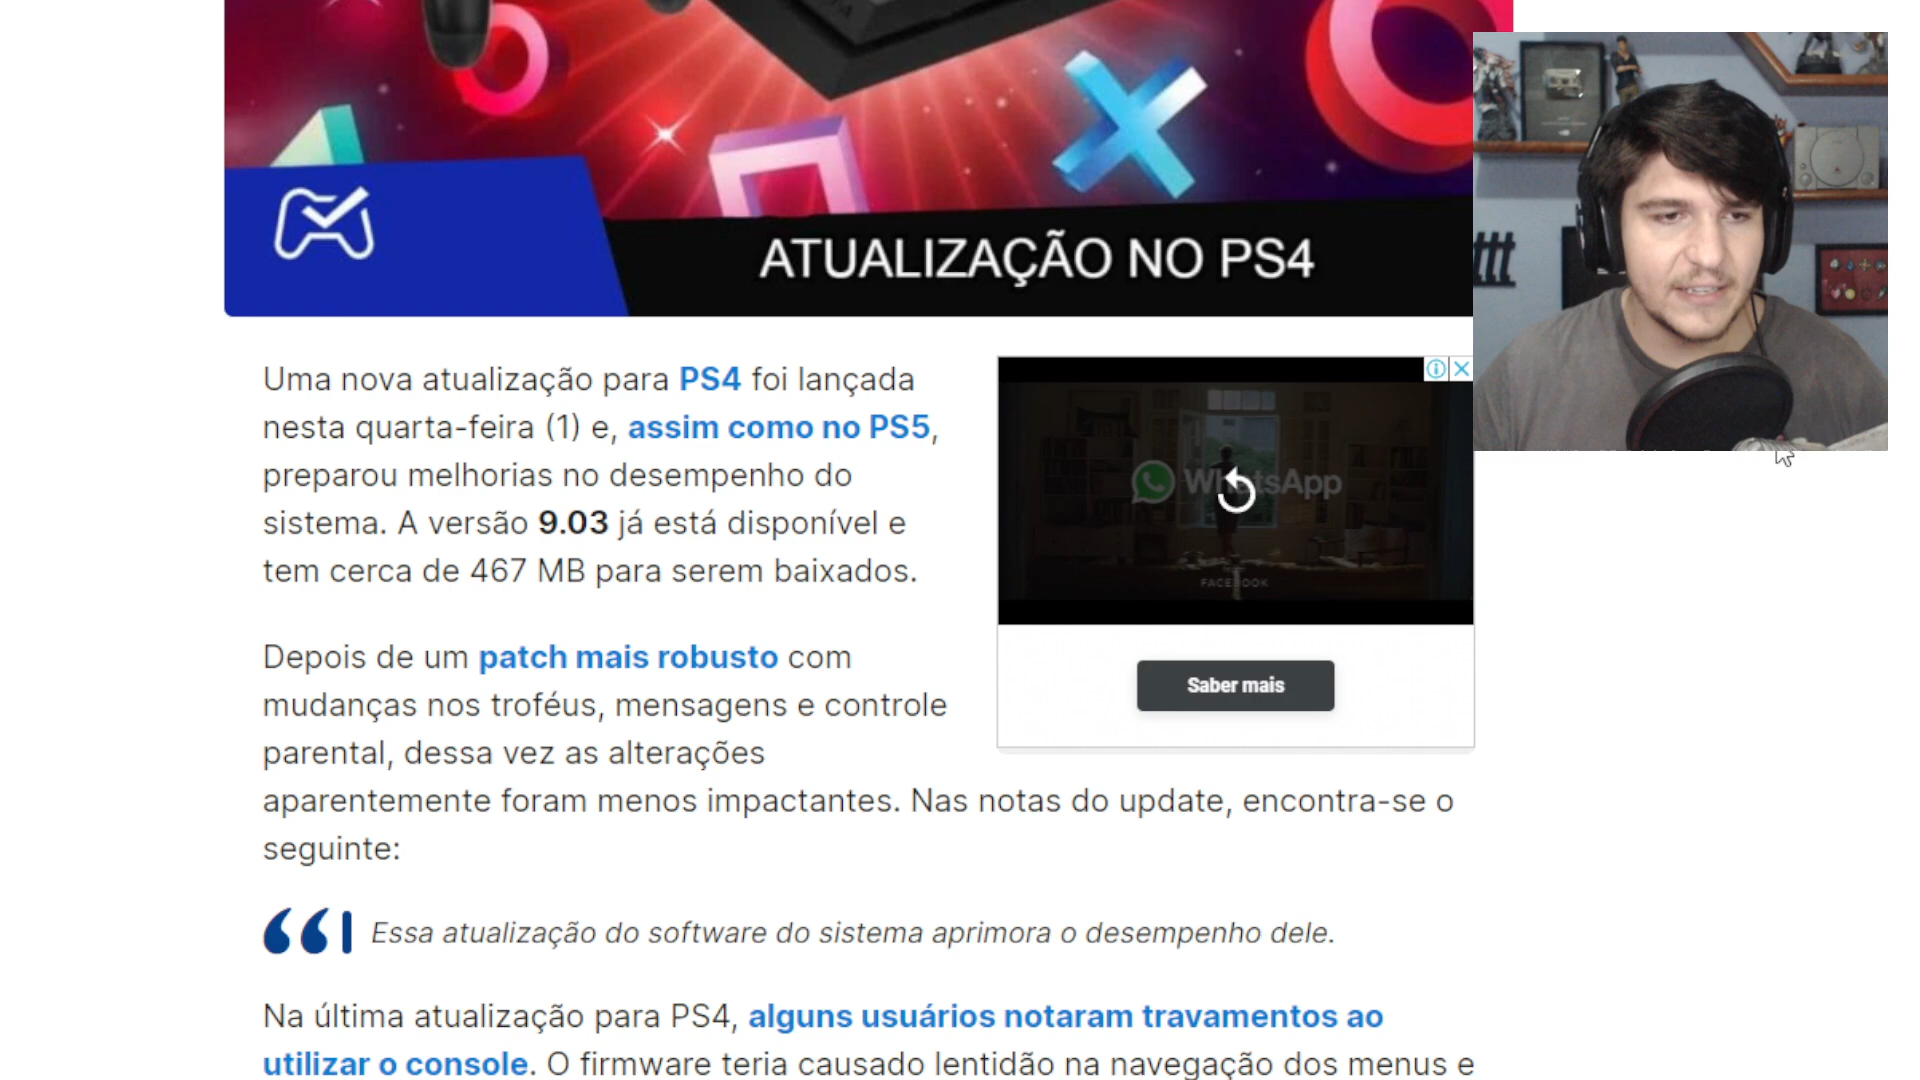 ATUALIZAÇÃO NO PS4
Uma nova atualização para PS4 foi lançada
nesta quarta-feira (1) e, assim como no PS5,
preparou melhorias no desempenho do
sistema. A versão 9.03 já está disponível e
tem cerca de 467 MB para serem baixados.
WhatsApp
FACEBOOK
Saber mais
Depois de um patch mais robusto com
mudanças nos troféus, mensagens e controle
parental, dessa vez as alterações
aparentemente foram menos impactantes. Nas notas do update, encontra-se o
seguinte:
Essa atualização do software do sistema aprimora o desempenho dele.
Na última atualização para PS4, alguns usuários notaram travamentos ao
utilizar o console. O firmware teria causado lentidão na navegação dos menus e